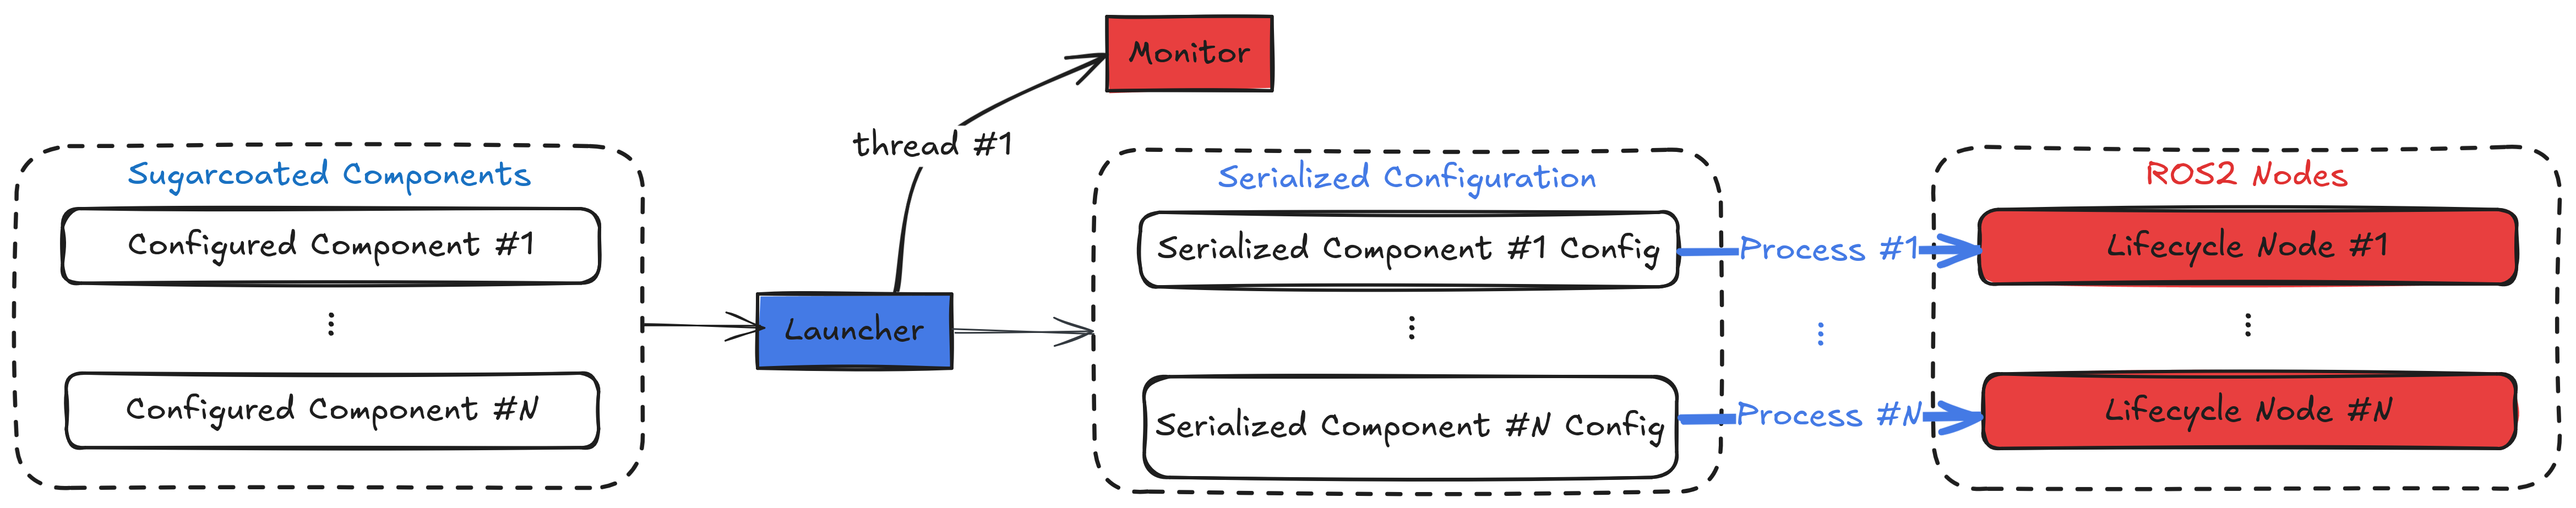 Monitor
thread #1
Sugarcoated Components
Configured Component #1
Configured Component #N
Launcher
Serialized Configuration
Serialized Component #1 Config
Serialized Component #N Config
Process #1
Process #N
ROS2 Nodes
Lifecycle Node #1
Lifecycle Node #N